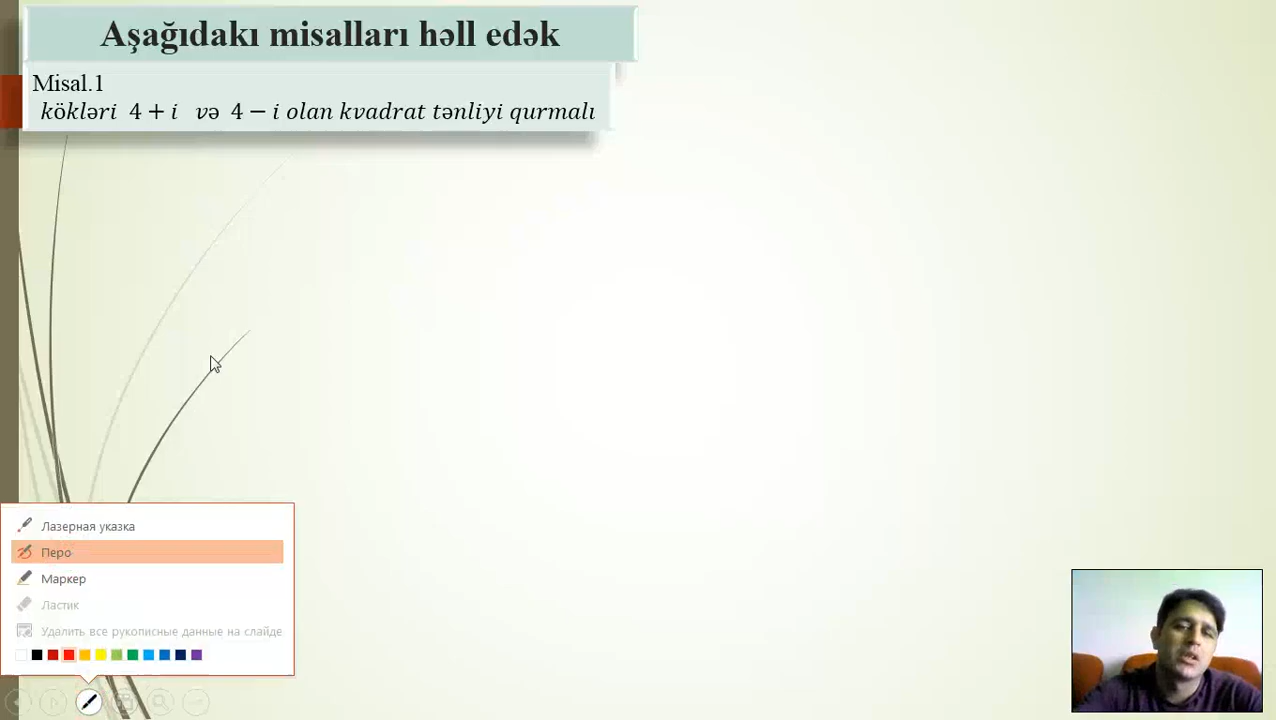 Aşağıdakı misalları həll edək
Misal.1
kökləri 4 + i və 4 − i olan kvadrat tənliyi qurmalı
Лазерная указка
Перо
Маркер
Ластик
Удалить все рукописные данные на слайде